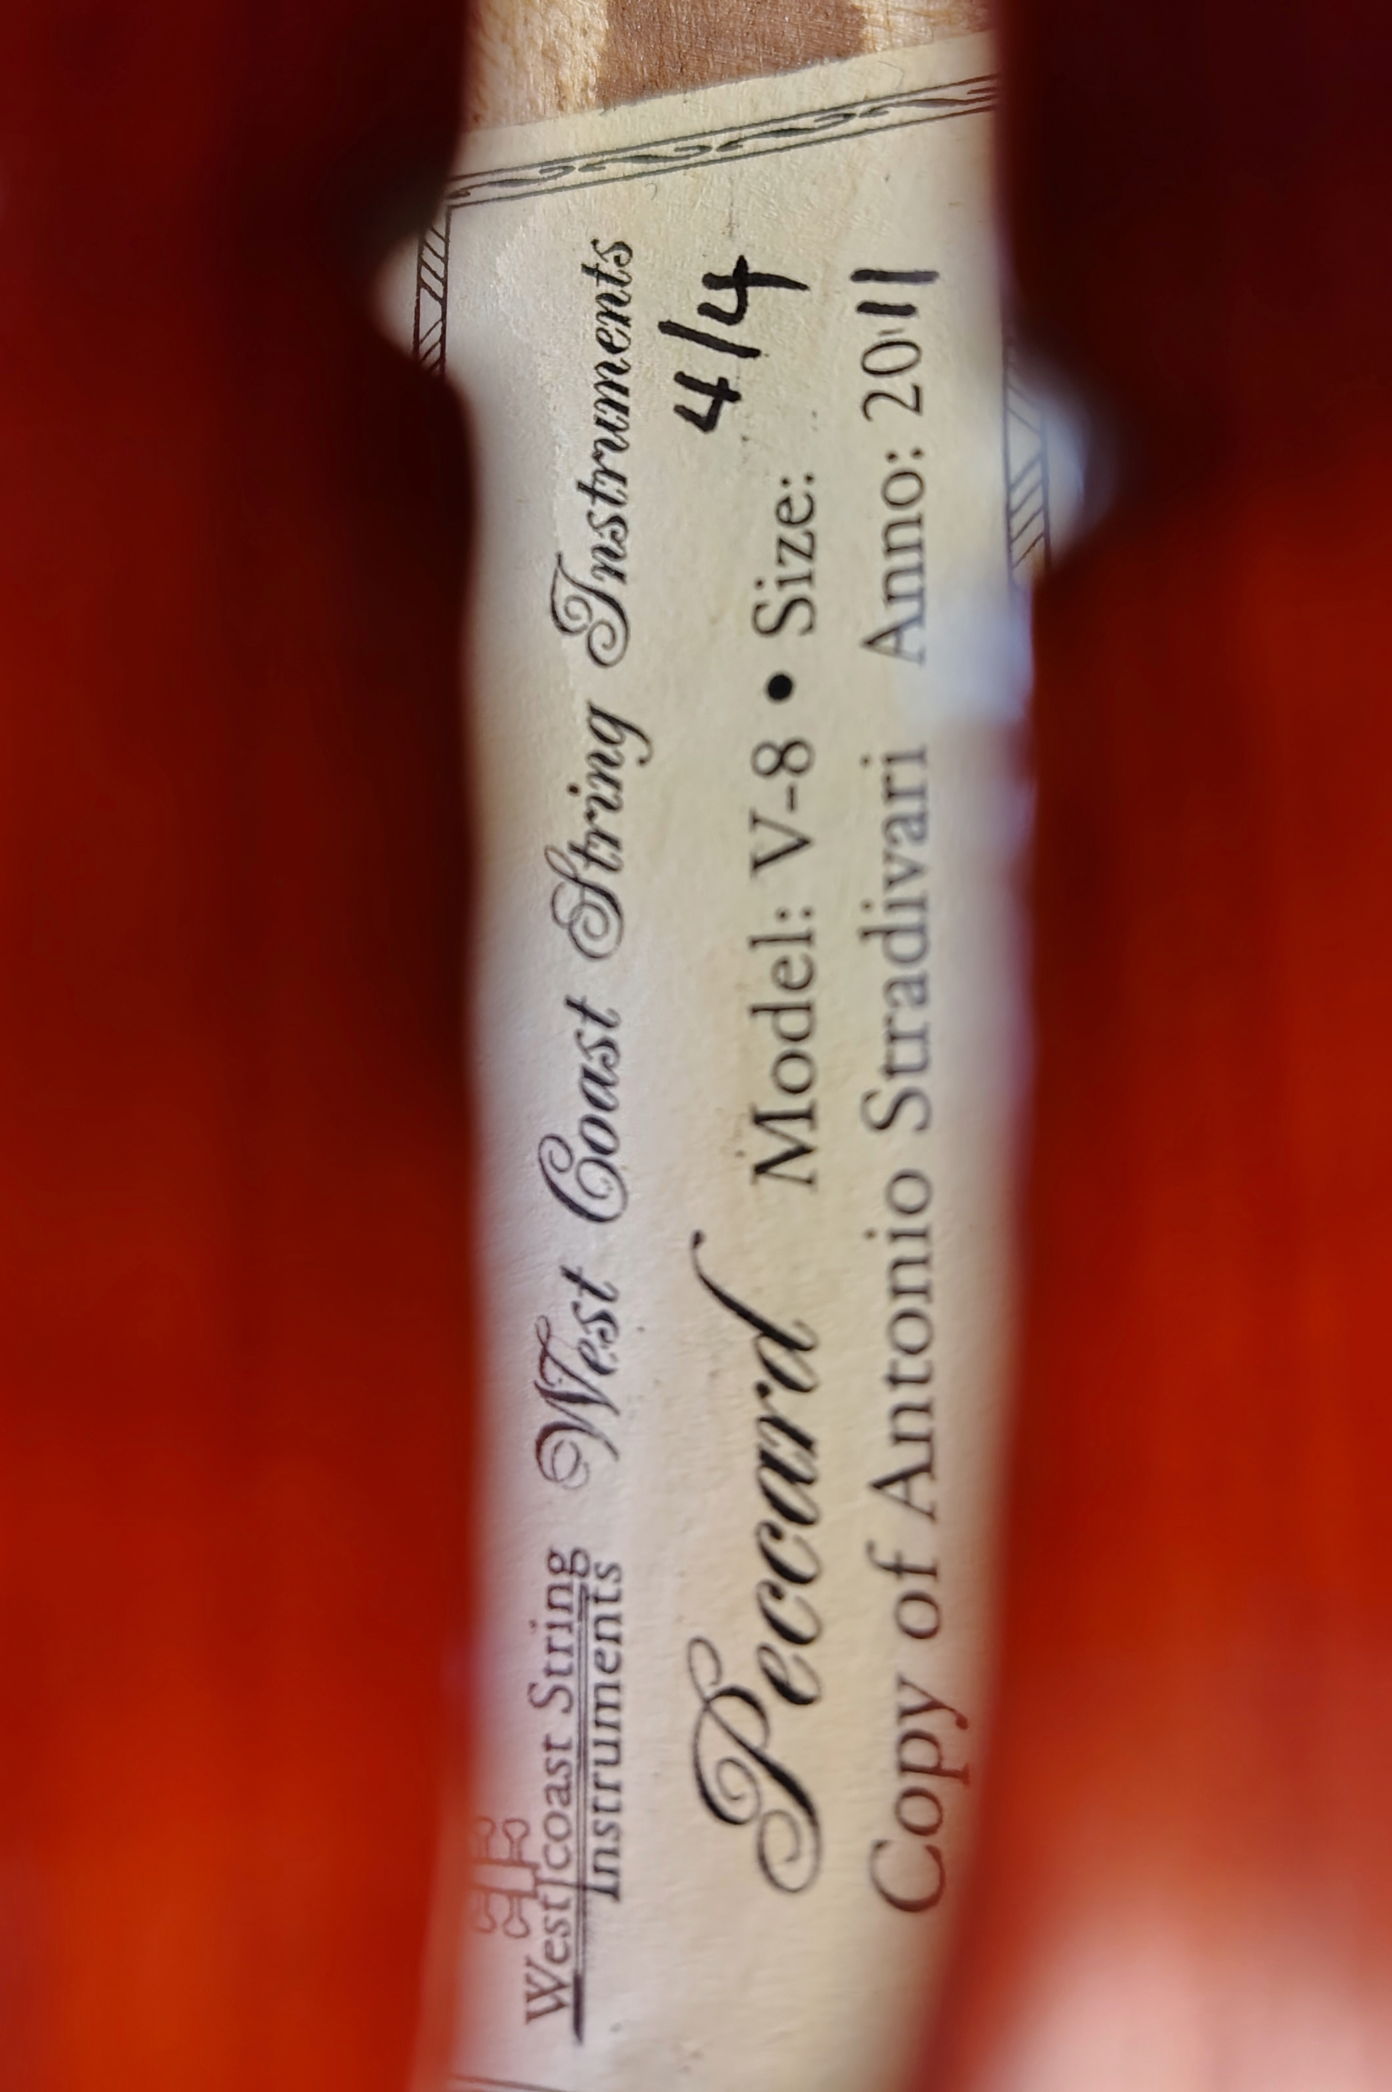 West coast String
Instruments
West Coast String Instruments
Peccard Model: V-8 • Size: 4/4
Copy of Antonio Stradivari Anno: 2011